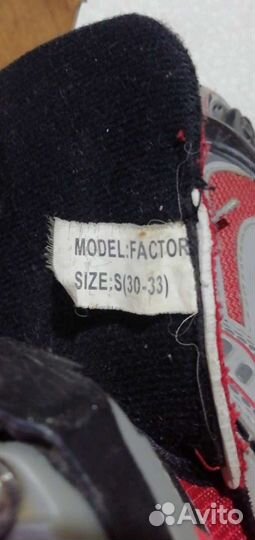 MODEL:FACTOR
SIZE:S(30-33)
Avito